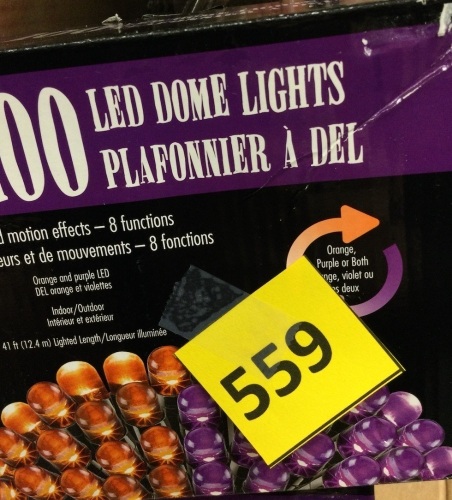 00 LED DOME LIGHTS
PLAFONNIER À DEL
motion effects – 8 functions
eurs et de mouvements – 8 fonctions
Orange and purple LED
DEL orange et violettes
Indoor/Outdoor
Intérieur et extérieur
41 ft (12.4 m) Lighted Length/Longueur illuminée
Orange,
Purple or Both
nge, violet ou
deux
559